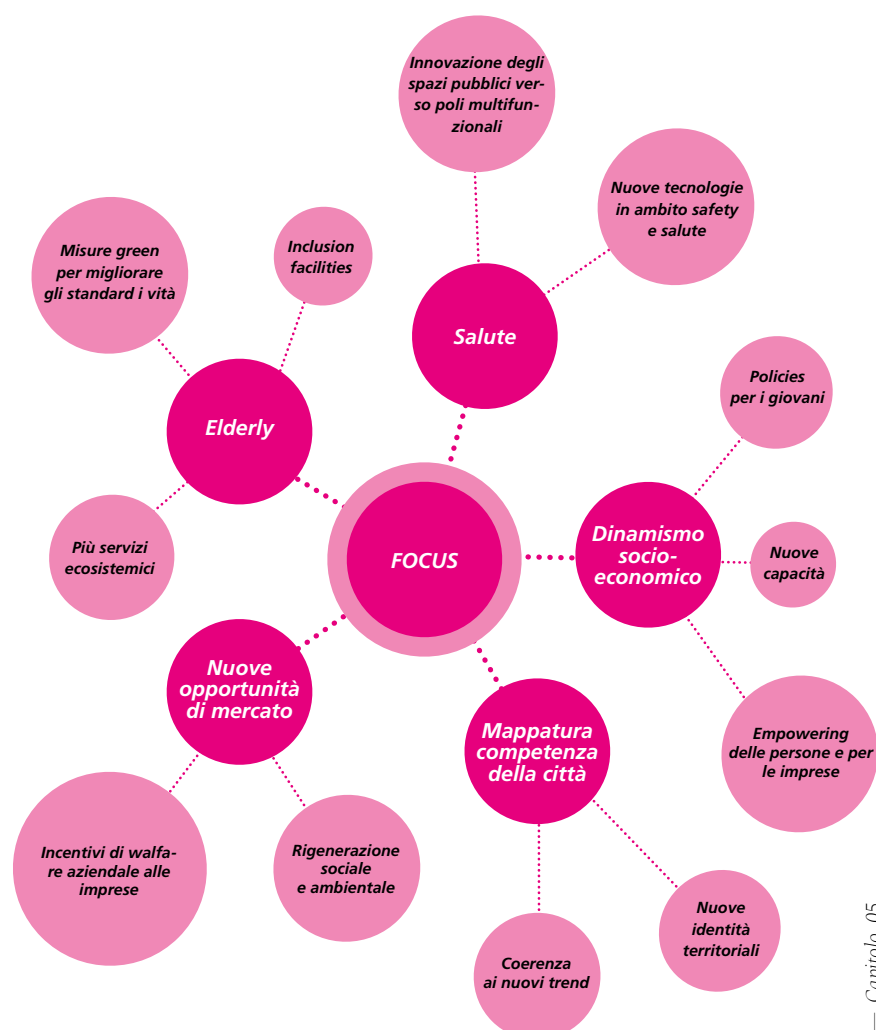 Innovazione degli
spazi pubblici ver-
so poli multifun-
zionali
Nuove tecnologie
in ambito safety
e salute
Misure green
per migliorare
gli standard i vità
Inclusion
facilities
Salute
Elderly
Policies
per i giovani
Più servizi
ecosistemici
FOCUS
Dinamismo
socio-
economico
Nuove
capacità
Nuove
opportunità
di mercato
Mappatura
competenza
della città
Empowering
delle persone e per
le imprese
Incentivi di walfa-
re aziendale alle
imprese
Rigenerazione
sociale
e ambientale
Nuove
identità
territoriali
Coerenza
ai nuovi trend
— Capitolo 05